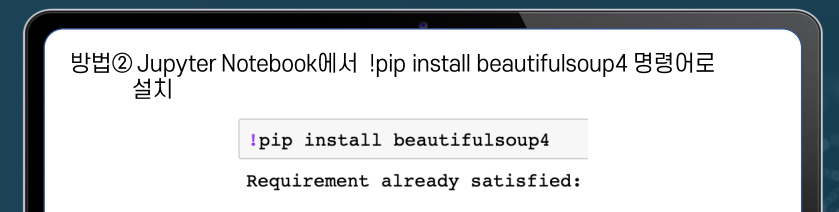 방법② Jupyter Notebook에서 !pip install beautifulsoup4 명령어로
설치
!pip install beautifulsoup4
Requirement already satisfied: